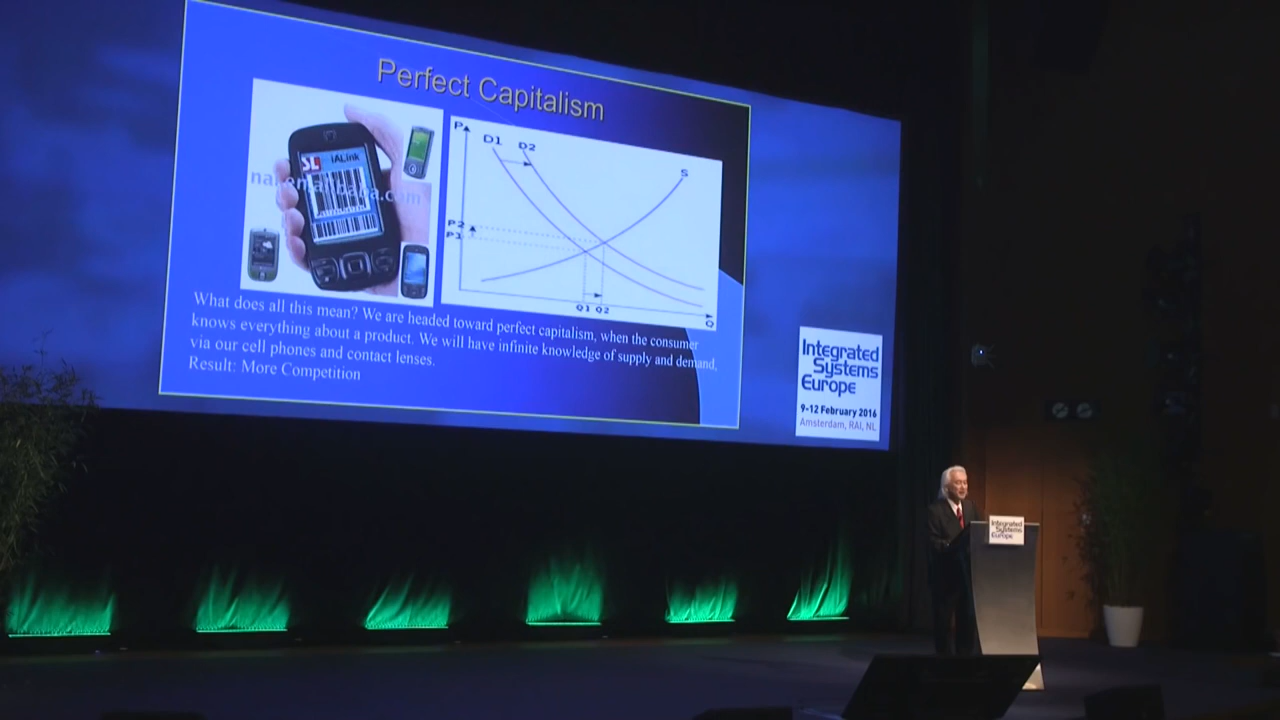 Perfect Capitalism
SL iALink
P
D1 D2
S
P2
P1
Q1 Q2
Q
What does all this mean? We are headed toward perfect capitalism, when the consumer
knows everything about a product. We will have infinite knowledge of supply and demand,
via our cell phones and contact lenses.
Result: More Competition
Integrated
Systems
Europe
9-12 February 2016
Amsterdam, RAI, NL
Integrated
Systems
Europe